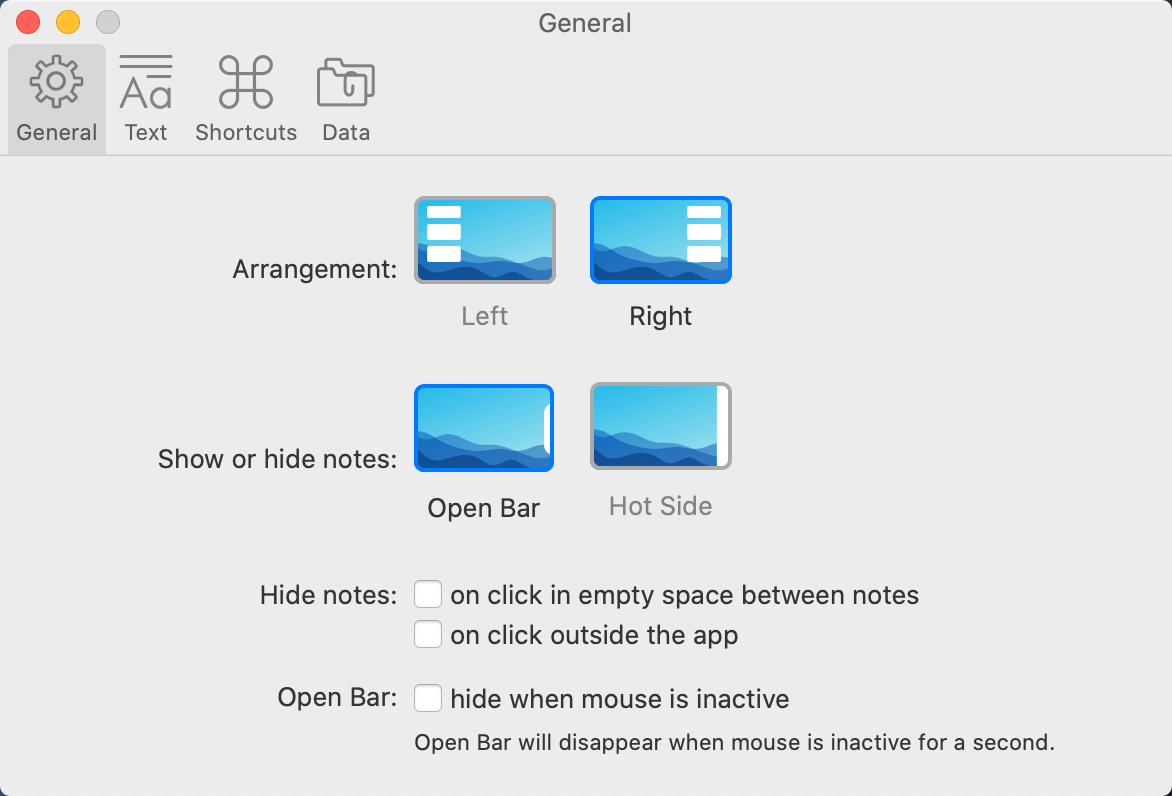 General
General Text Shortcuts Data
Arrangement:
Left Right
Show or hide notes:
Open Bar Hot Side
Hide notes: on click in empty space between notes
on click outside the app
Open Bar: hide when mouse is inactive
Open Bar will disappear when mouse is inactive for a second.